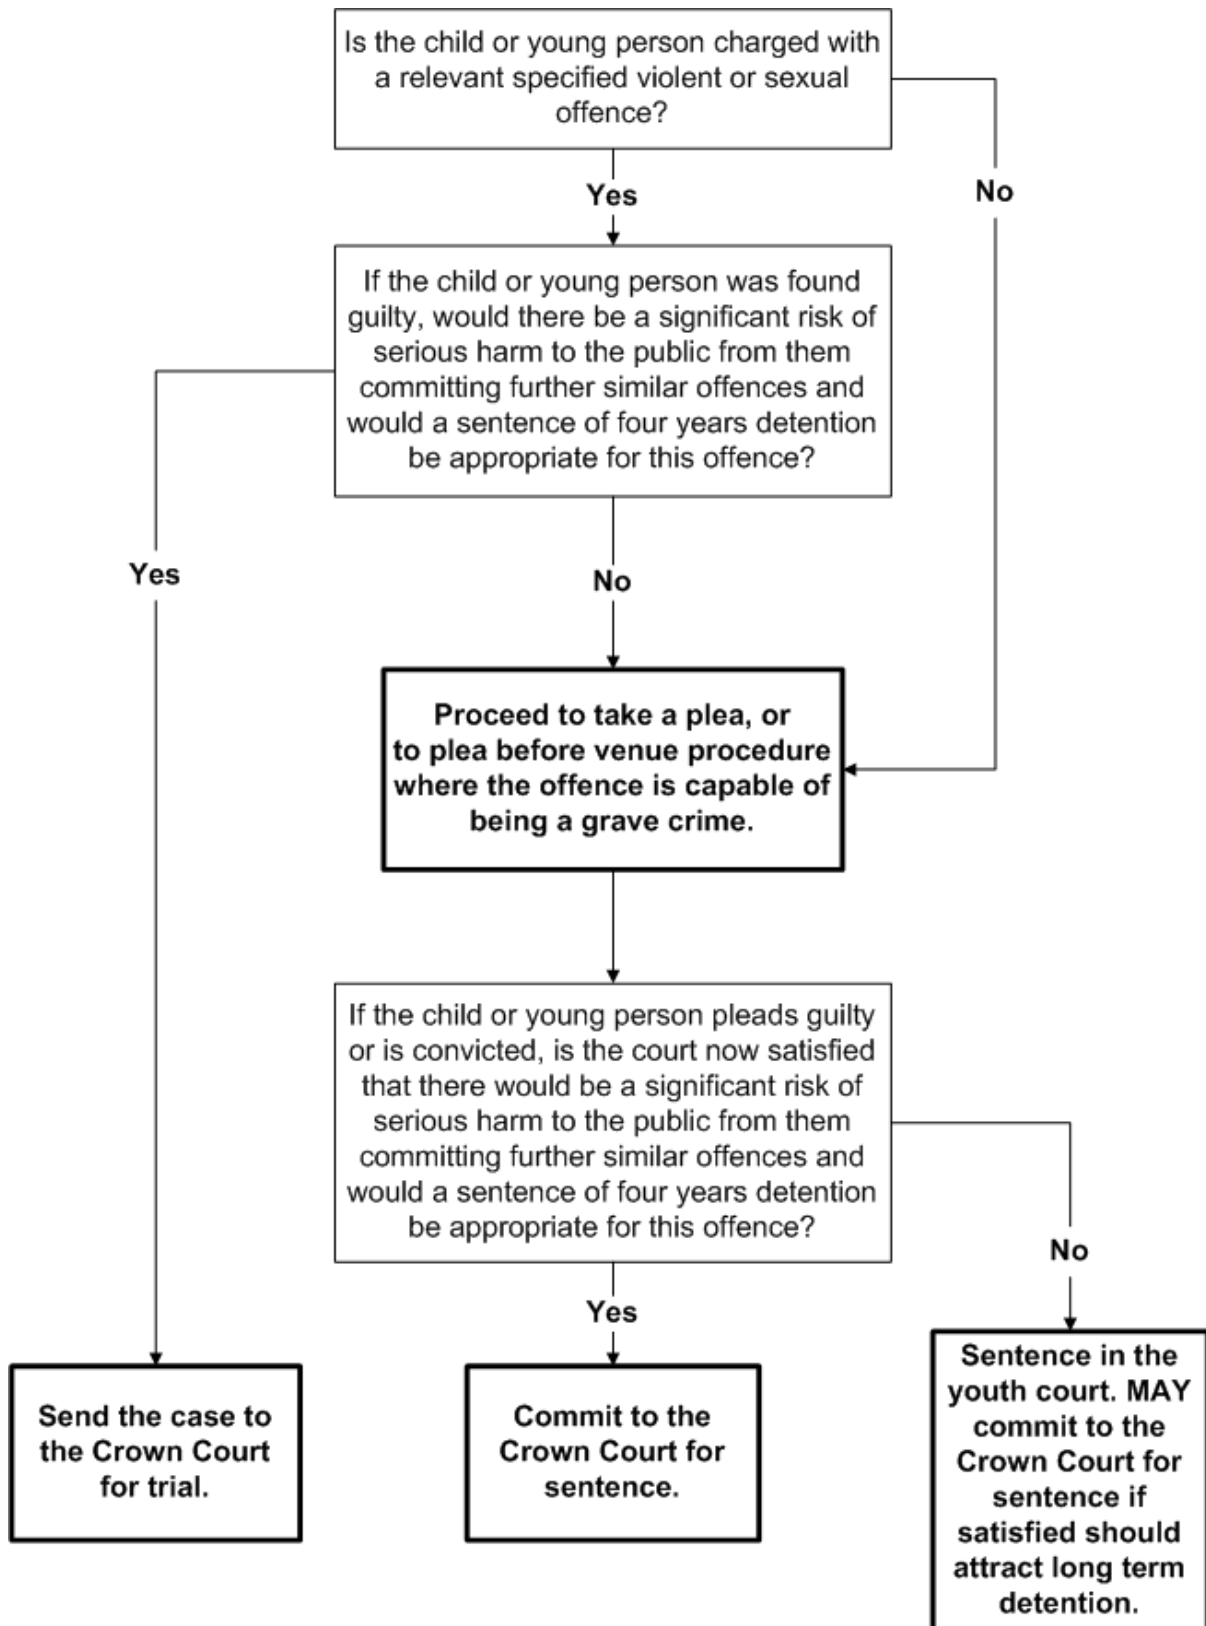 Is the child or young person charged with
a relevant specified violent or sexual
offence?
Yes
No
If the child or young person was found
guilty, would there be a significant risk of
serious harm to the public from them
committing further similar offences and
would a sentence of four years detention
be appropriate for this offence?
Yes
No
Proceed to take a plea, or
to plea before venue procedure
where the offence is capable of
being a grave crime.
If the child or young person pleads guilty
or is convicted, is the court now satisfied
that there would be a significant risk of
serious harm to the public from them
committing further similar offences and
would a sentence of four years detention
be appropriate for this offence?
Yes
No
Send the case to
the Crown Court
for trial.
Commit to the
Crown Court for
sentence.
Sentence in the
youth court. MAY
commit to the
Crown Court for
sentence if
satisfied should
attract long term
detention.